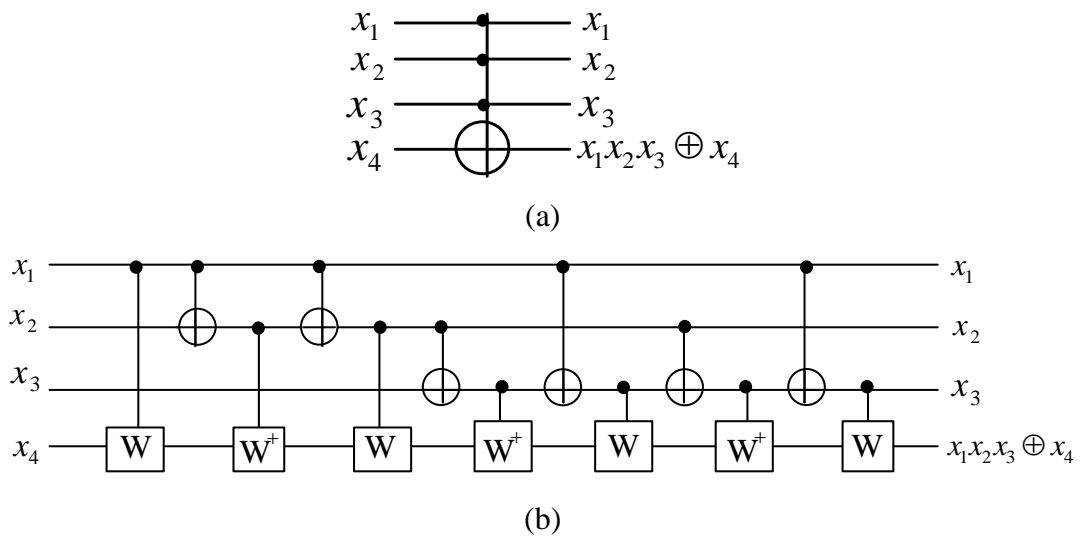 x₁ x₁
x₂ x₂
x₃ x₃
x₄ x₁x₂x₃ ⊕ x₄
(a)
x₁ x₁
x₂ x₂
x₃ x₃
x₄ W W⁺ W W⁺ W W⁺ W x₁x₂x₃ ⊕ x₄
(b)